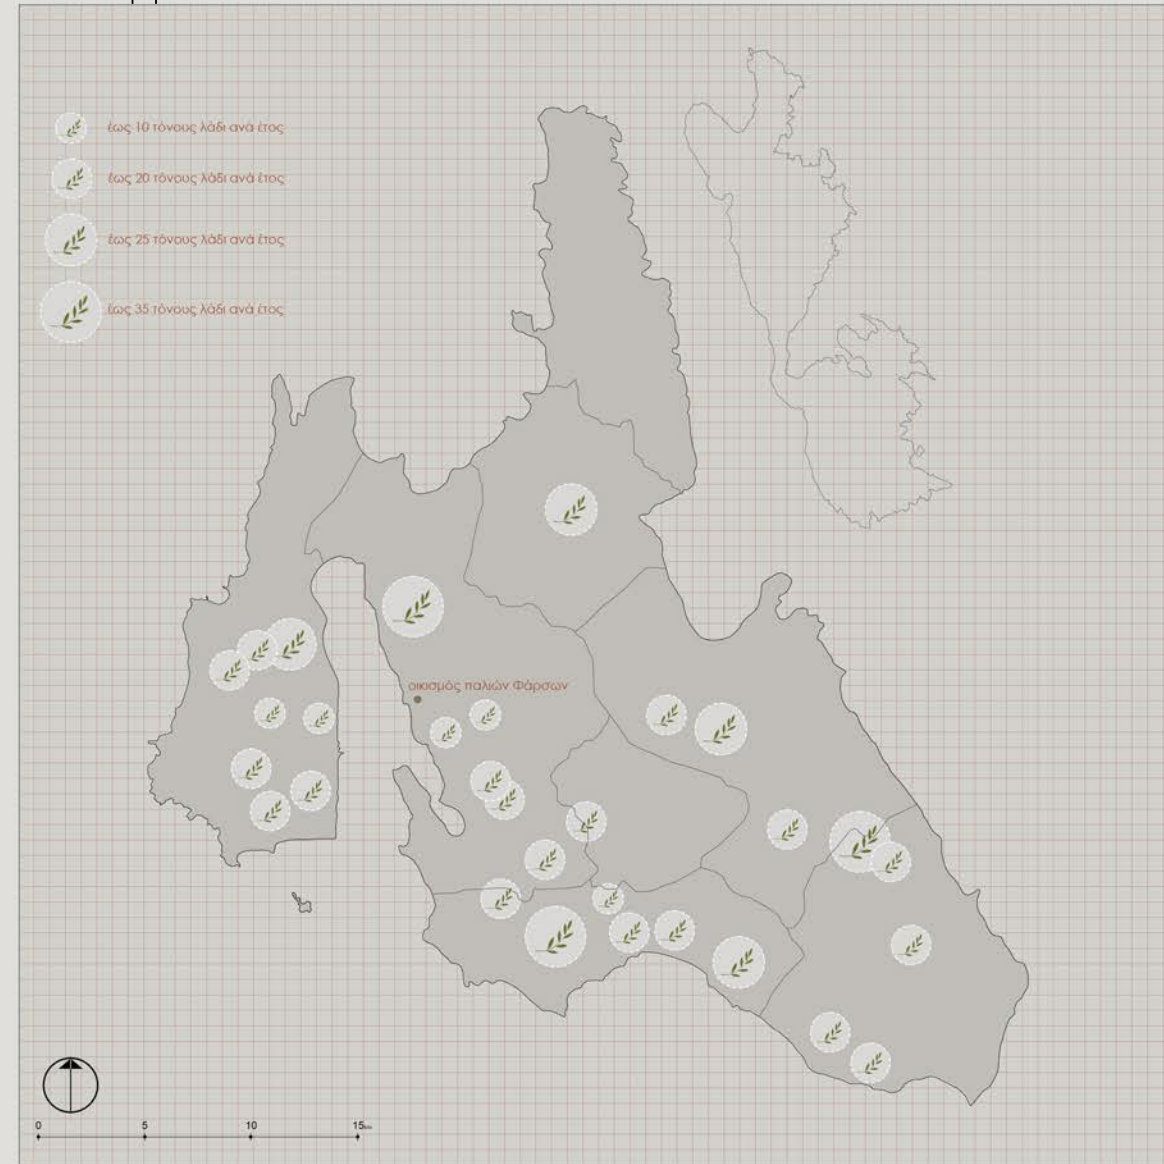 έως 10 τόνους λάδι ανά έτος
έως 20 τόνους λάδι ανά έτος
έως 25 τόνους λάδι ανά έτος
έως 35 τόνους λάδι ανά έτος
οικισμός παλιών Φάρσων
0 5 10 15km